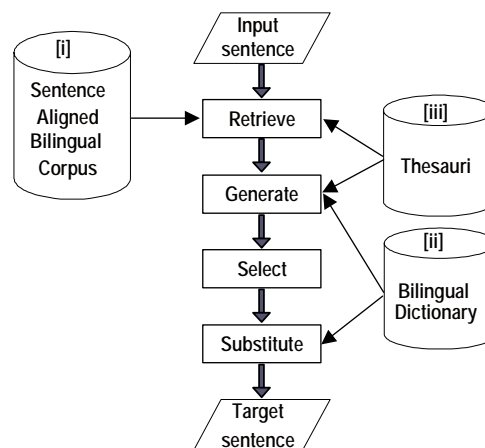 Input
sentence
[i]
Sentence
Aligned
Bilingual
Corpus
Retrieve
[iii]
Thesauri
Generate
[ii]
Bilingual
Dictionary
Select
Substitute
Target
sentence